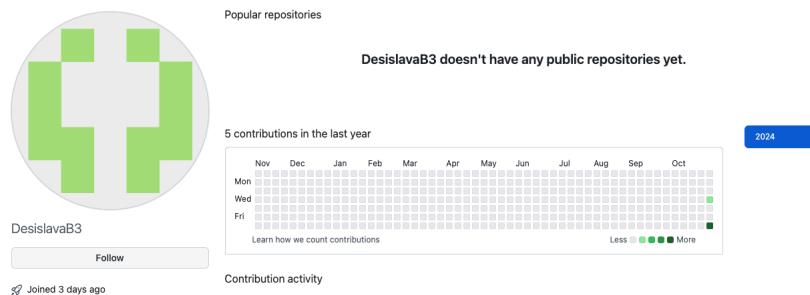 Popular repositories
DesislavaB3 doesn't have any public repositories yet.
5 contributions in the last year
2024
Nov Dec Jan Feb Mar Apr May Jun Jul Aug Sep Oct
Mon
Wed
Fri
Learn how we count contributions
Less More
DesislavaB3
Follow
Joined 3 days ago
Contribution activity